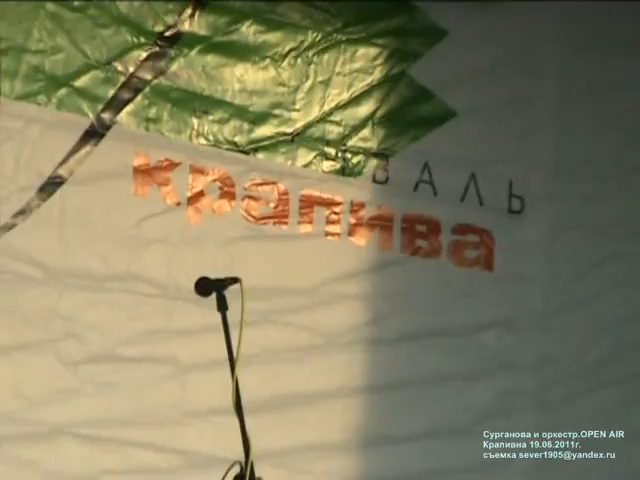 ВАЛЬ
крапива
Сурганова и оркестр.OPEN AIR
Крапивна 19.06.2011г.
съемка sever1905@yandex.ru